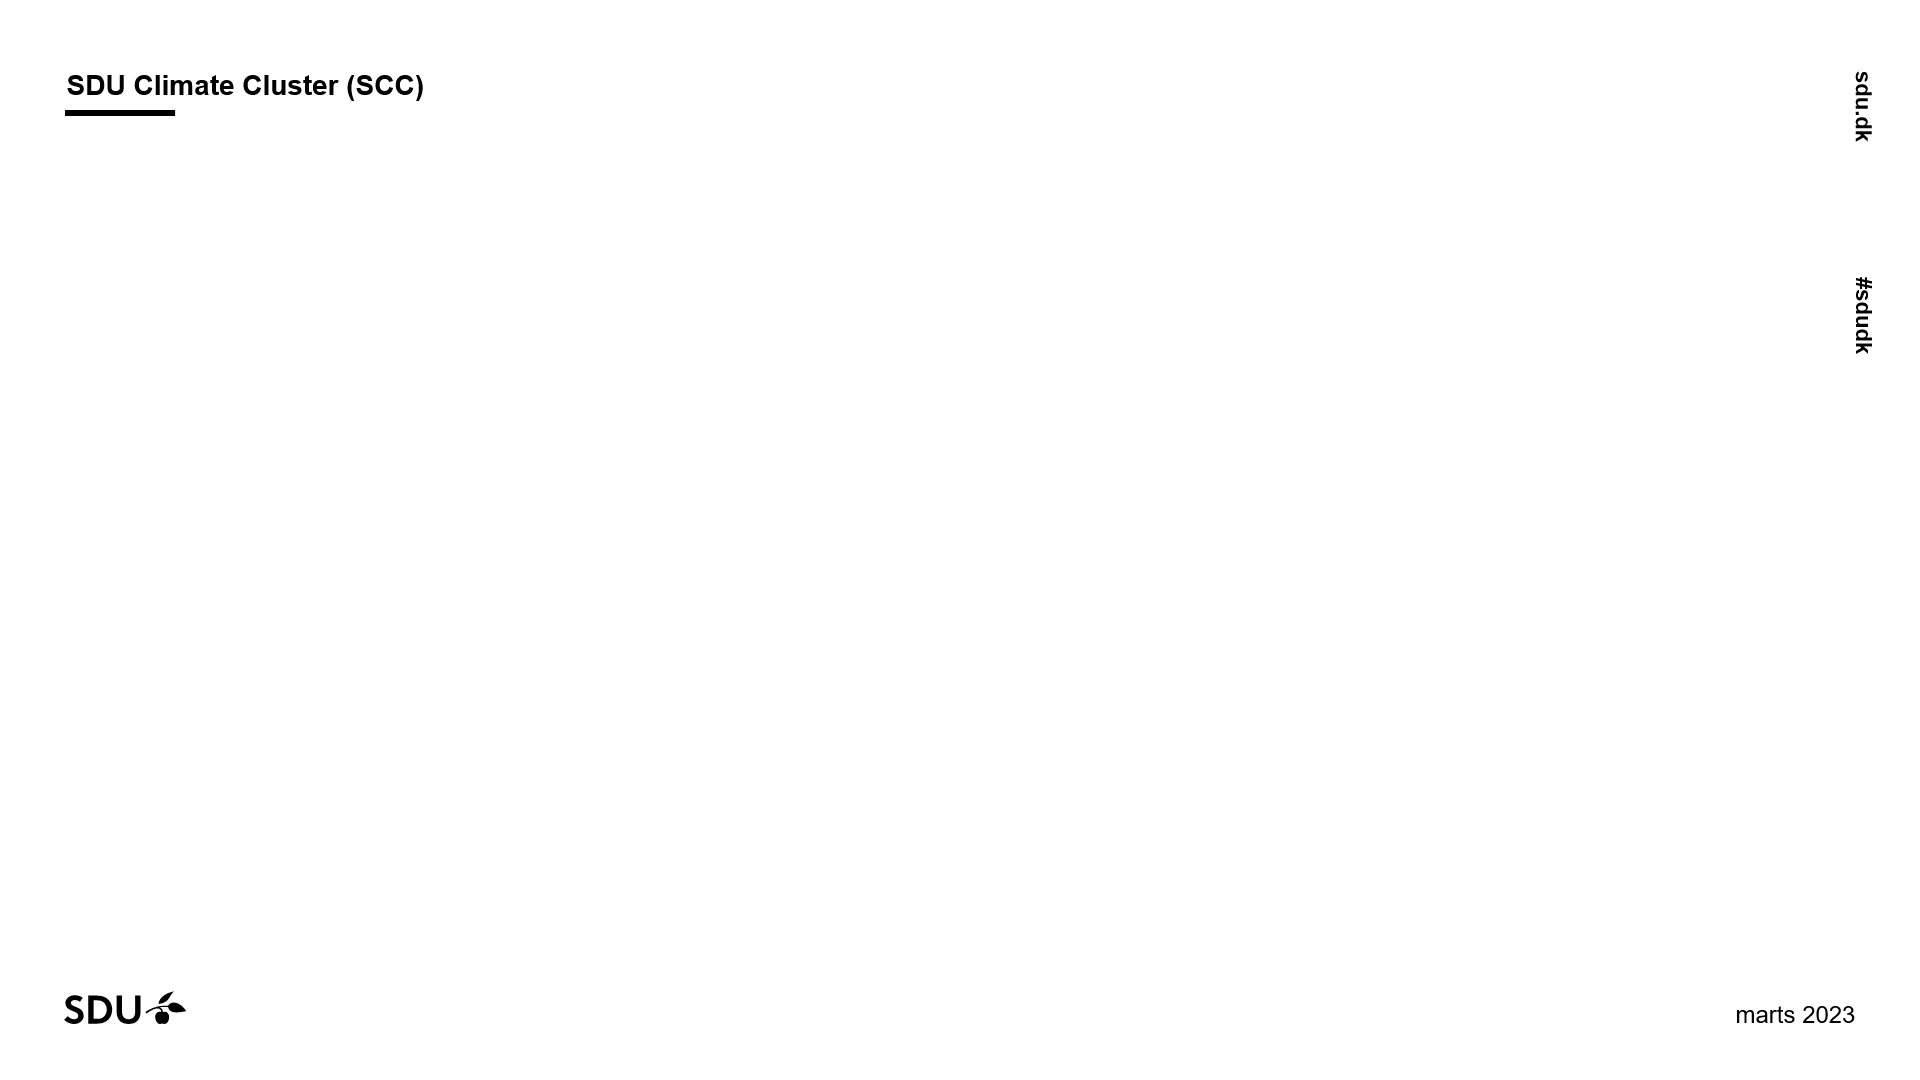 SDU Climate Cluster (SCC)
sdu.dk
#sdudk
SDU
marts 2023